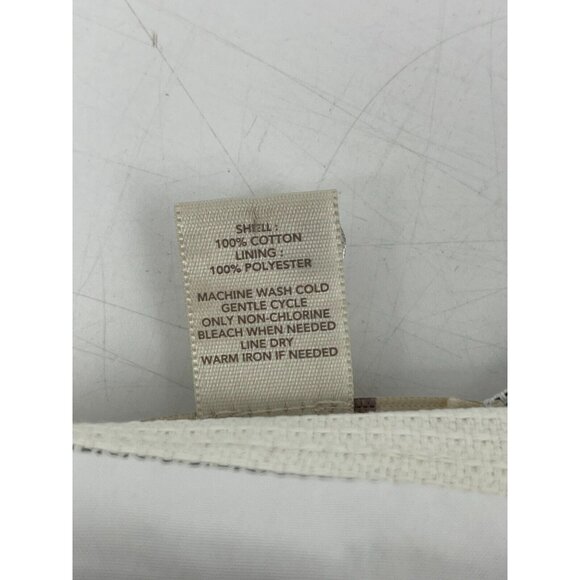 SHELL :
100% COTTON
LINING :
100% POLYESTER
MACHINE WASH COLD
GENTLE CYCLE
ONLY NON-CHLORINE
BLEACH WHEN NEEDED
LINE DRY
WARM IRON IF NEEDED